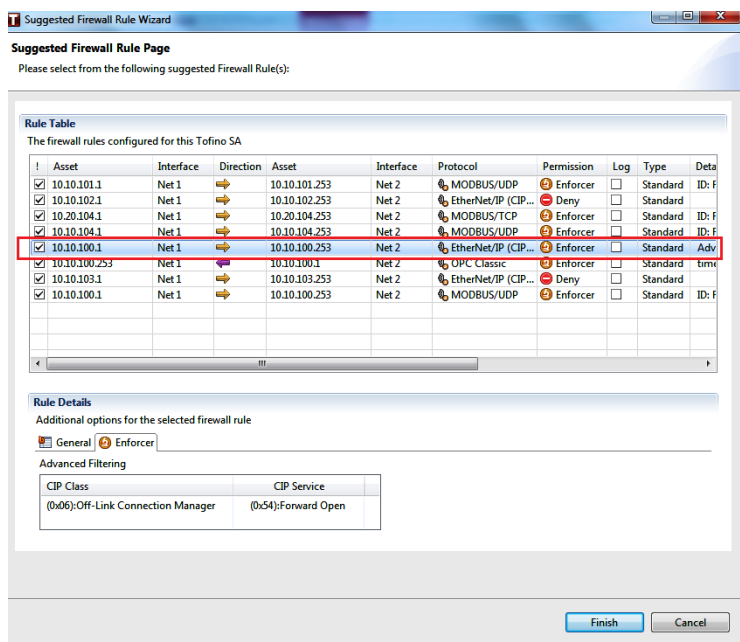 T Suggested Firewall Rule Wizard
Suggested Firewall Rule Page
Please select from the following suggested Firewall Rule(s):
Rule Table
The firewall rules configured for this Tofino SA
! Asset Interface Direction Asset Interface Protocol Permission Log Type Deta
10.10.101.1 Net 1 10.10.101.253 Net 2 MODBUS/UDP Enforcer Standard ID: F
10.10.102.1 Net 1 10.10.102.253 Net 2 EtherNet/IP (CIP... Deny Standard
10.20.104.1 Net 1 10.20.104.253 Net 2 MODBUS/TCP Enforcer Standard ID: F
10.10.104.1 Net 1 10.10.104.253 Net 2 MODBUS/UDP Enforcer Standard ID: F
10.10.100.1 Net 1 10.10.100.253 Net 2 EtherNet/IP (CIP... Enforcer Standard Adv
10.10.100.253 Net 1 10.10.100.1 Net 2 OPC Classic Enforcer Standard time
10.10.103.1 Net 1 10.10.103.253 Net 2 EtherNet/IP (CIP... Deny Standard
10.10.100.1 Net 1 10.10.100.253 Net 2 MODBUS/UDP Enforcer Standard ID: F
Rule Details
Additional options for the selected firewall rule
General Enforcer
Advanced Filtering
CIP Class CIP Service
(0x06):Off-Link Connection Manager (0x54):Forward Open
Finish Cancel